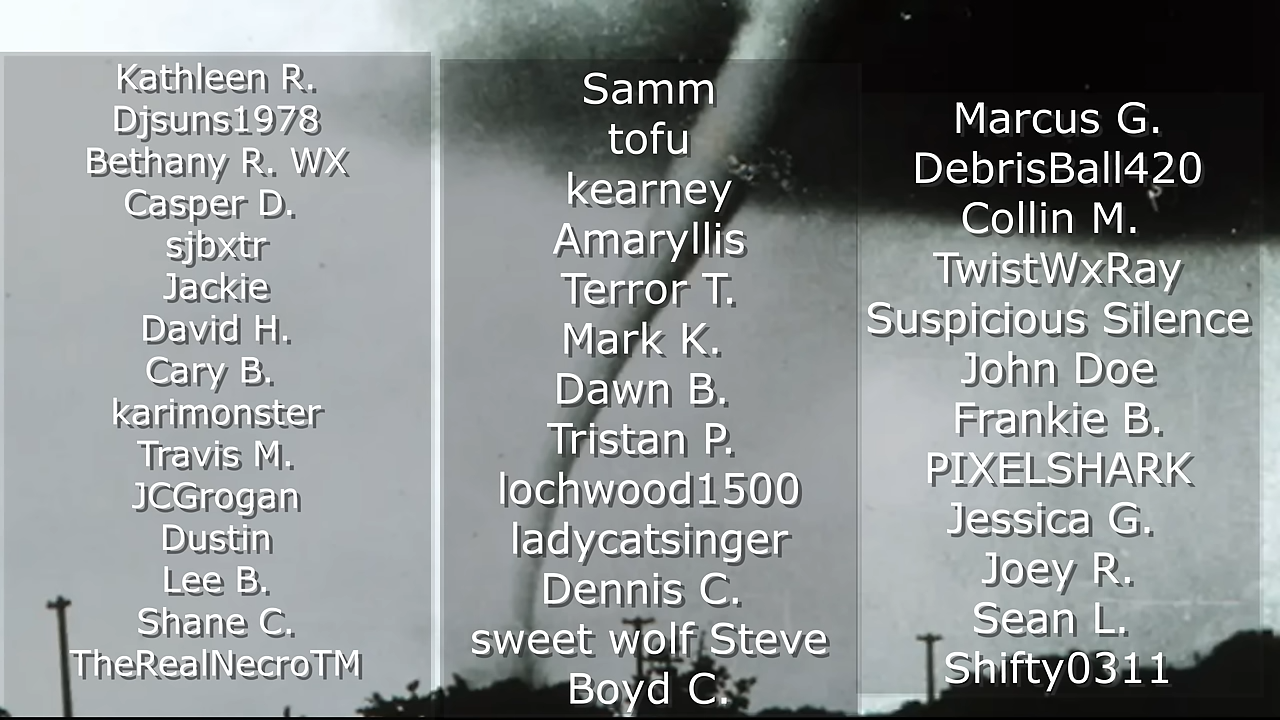 Kathleen R.
Djsuns1978
Bethany R. WX
Casper D.
sjbxtr
Jackie
David H.
Cary B.
karimonster
Travis M.
JCGrogan
Dustin
Lee B.
Shane C.
TheRealNecroTM
Samm
tofu
kearney
Amaryllis
Terror T.
Mark K.
Dawn B.
Tristan P.
lochwood1500
ladycatsinger
Dennis C.
sweet wolf Steve
Boyd C.
Marcus G.
DebrisBall420
Collin M.
TwistWxRay
Suspicious Silence
John Doe
Frankie B.
PIXELSHARK
Jessica G.
Joey R.
Sean L.
Shifty0311